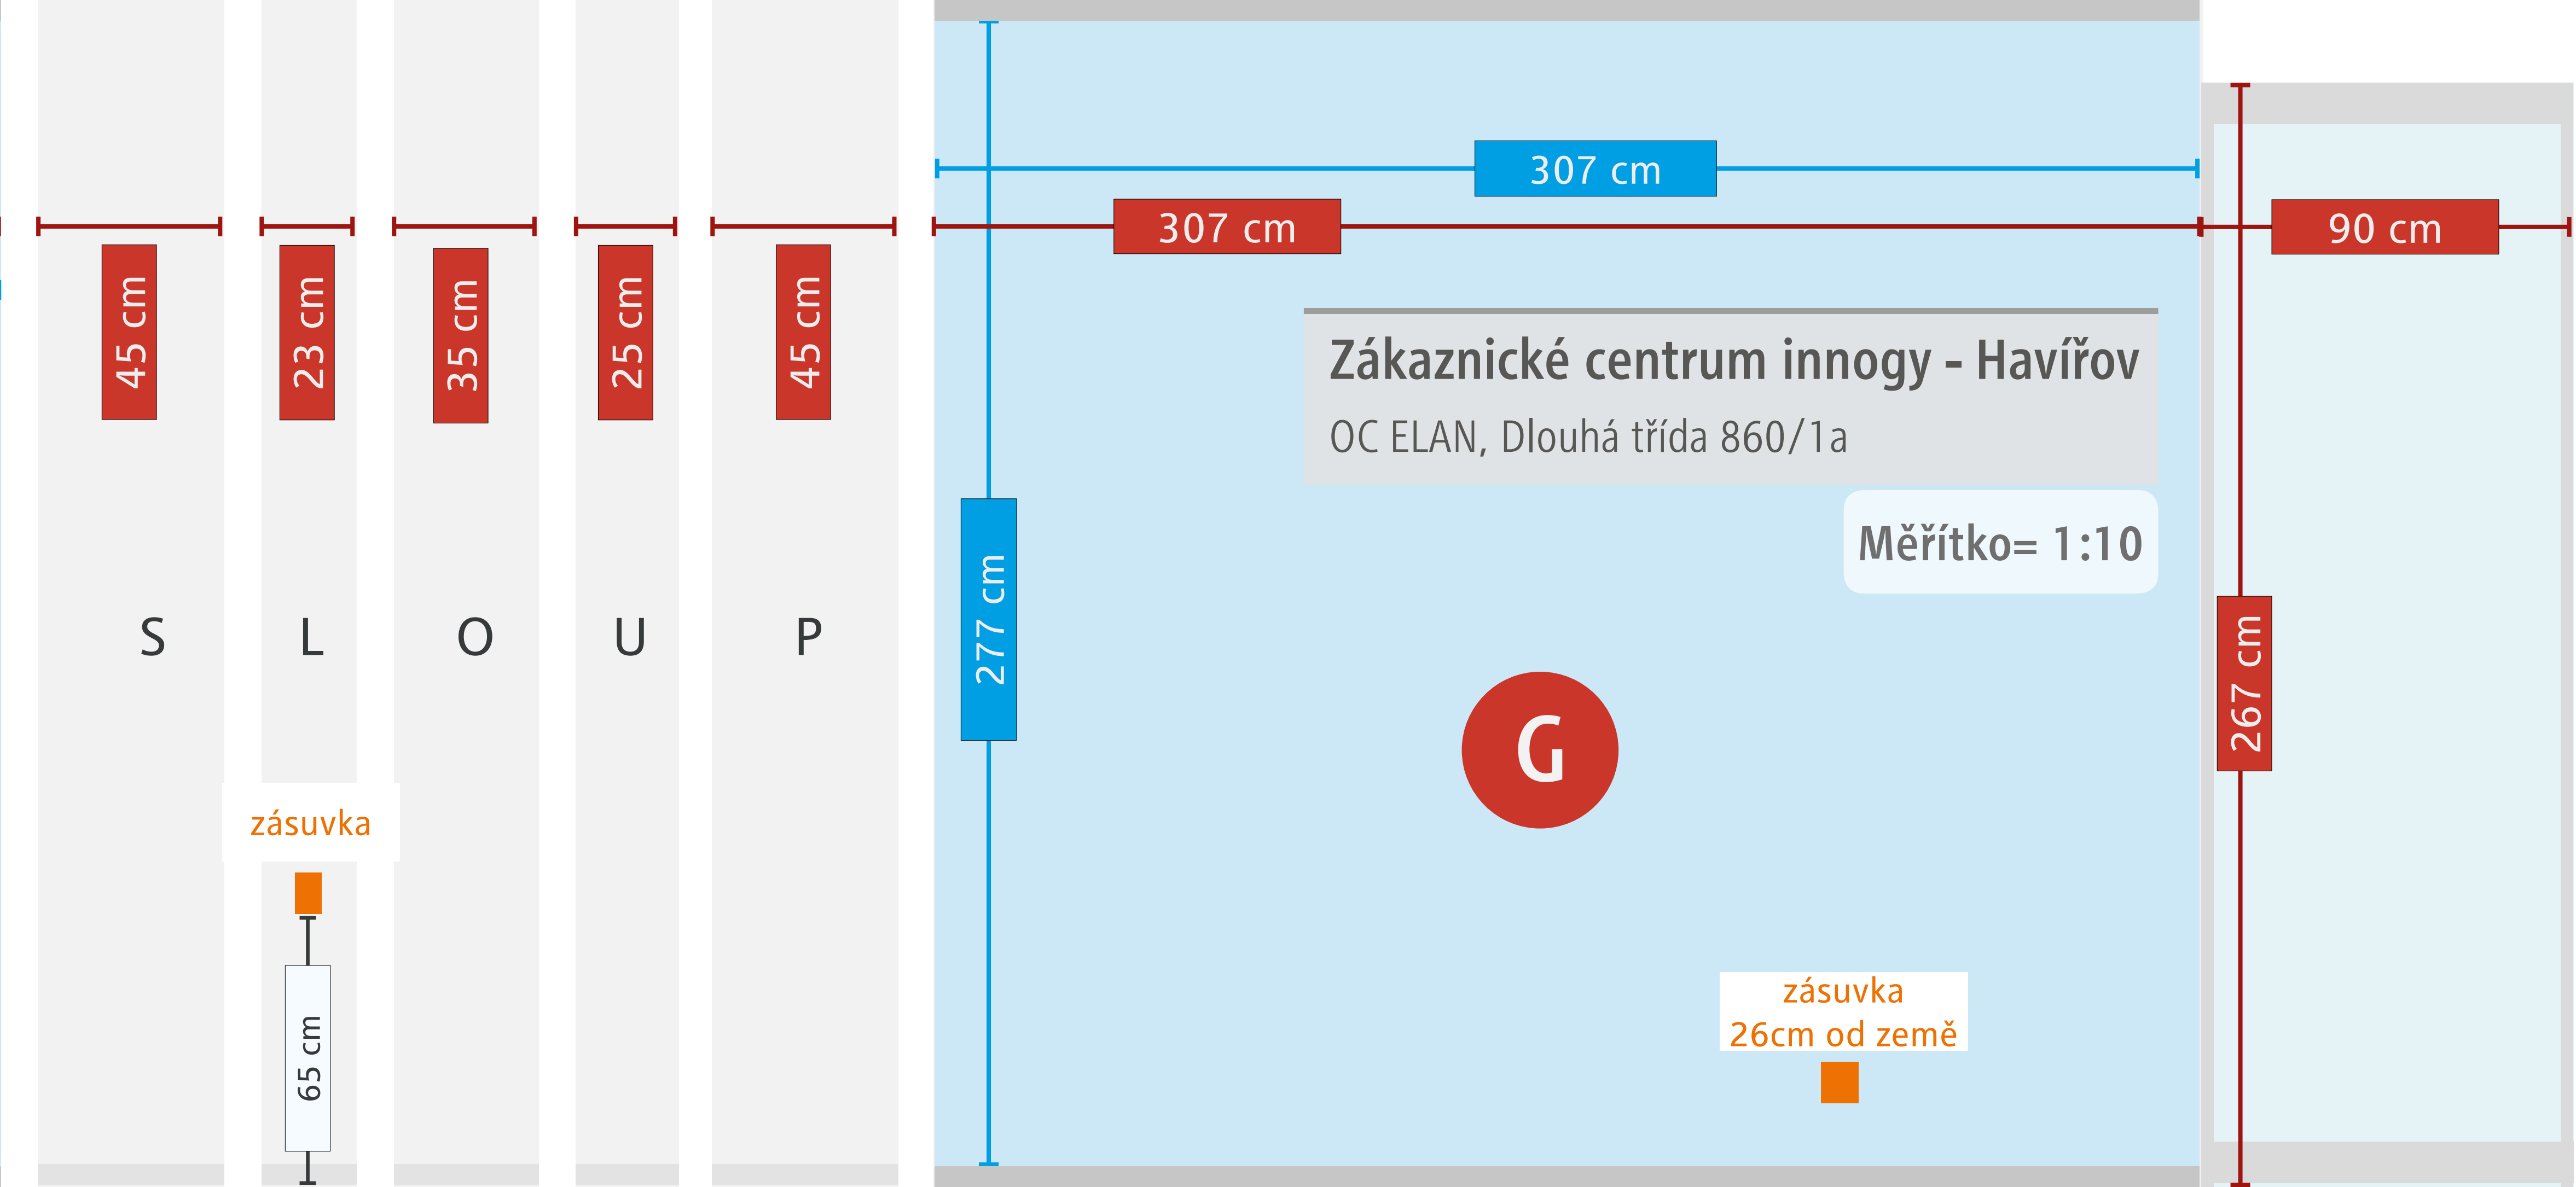 307 cm
307 cm
90 cm
45 cm
23 cm
35 cm
25 cm
45 cm
Zákaznické centrum innogy - Havířov
OC ELAN, Dlouhá třída 860/1a
Měřítko= 1:10
277 cm
267 cm
S L O U P
G
zásuvka
65 cm
zásuvka
26cm od země